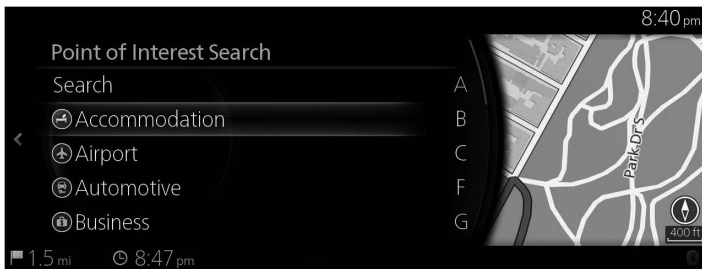 8:40 pm
Point of Interest Search
Search A
Accommodation B
Airport C
Automotive F
Business G
Park Dr S
400 ft
1.5 mi 8:47 pm